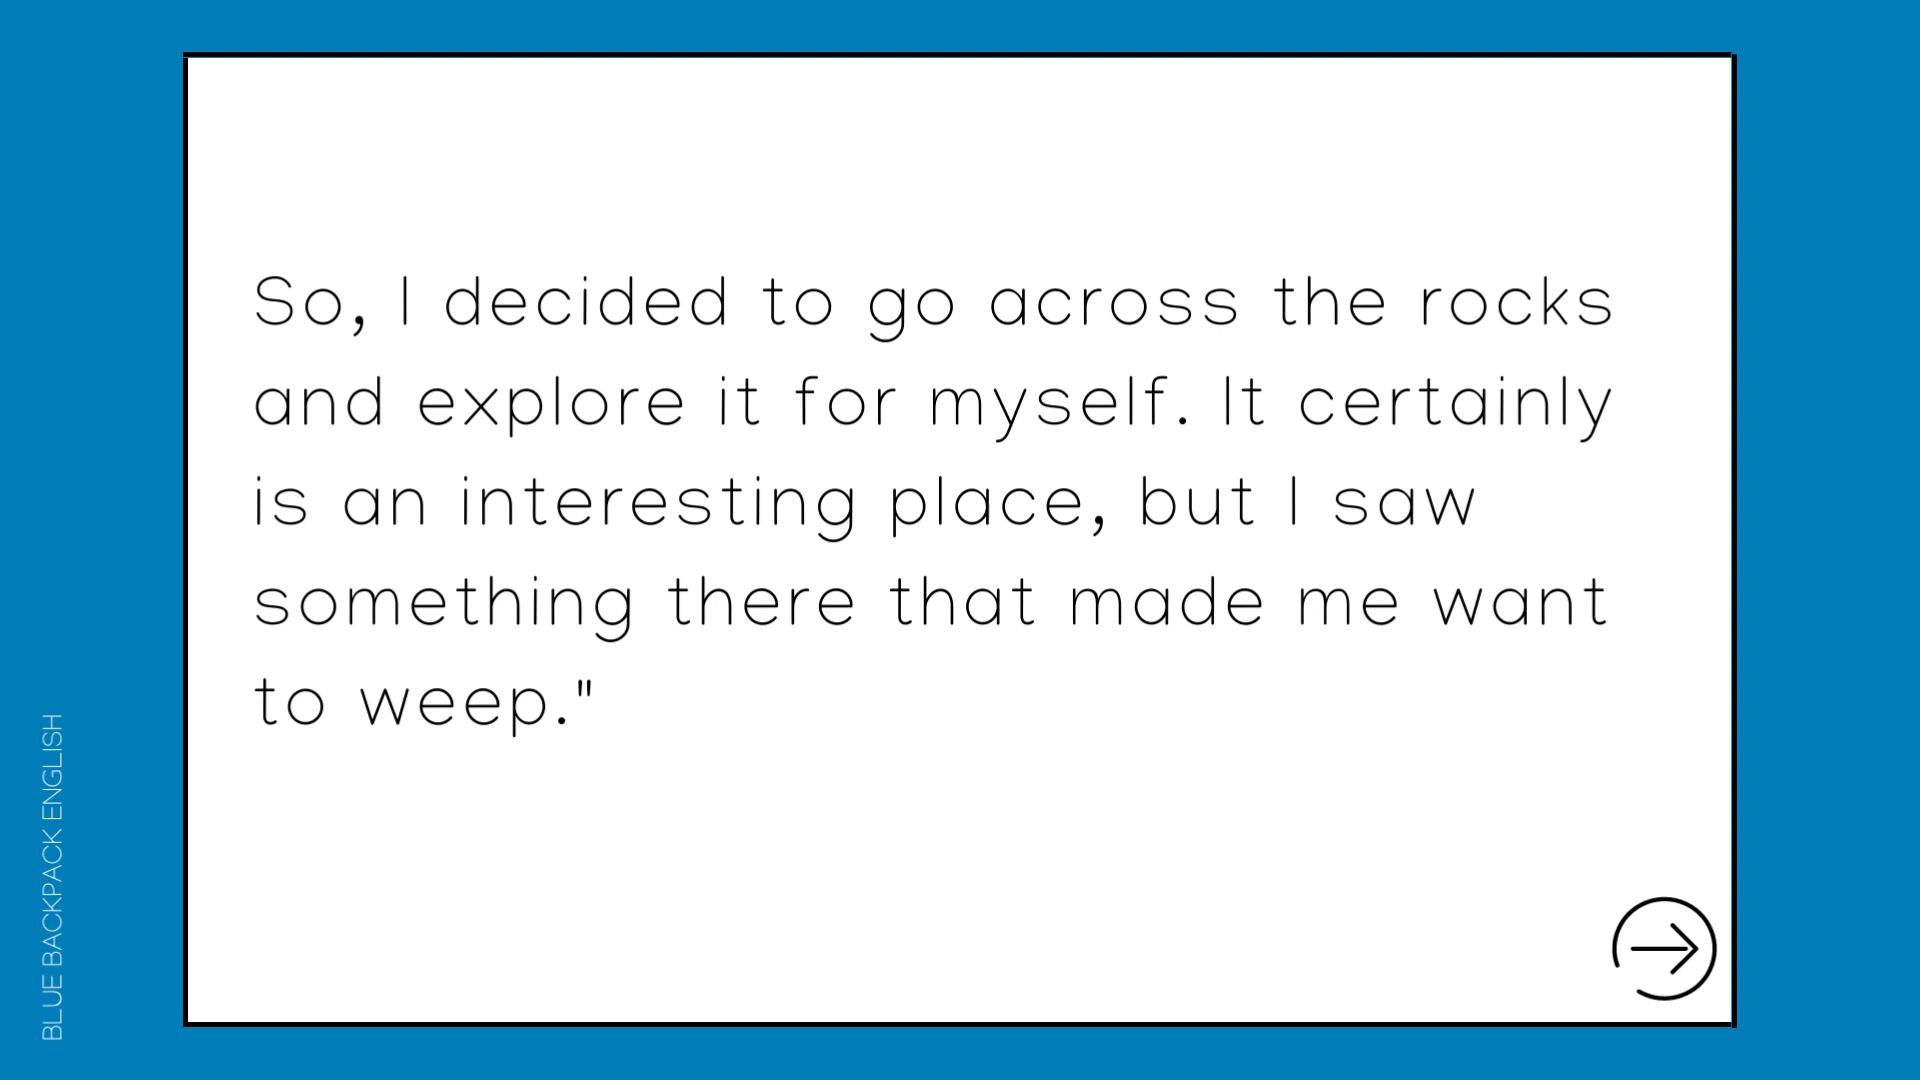 So, I decided to go across the rocks
and explore it for myself. It certainly
is an interesting place, but I saw
something there that made me want
to weep."
BLUE BACKPACK ENGLISH